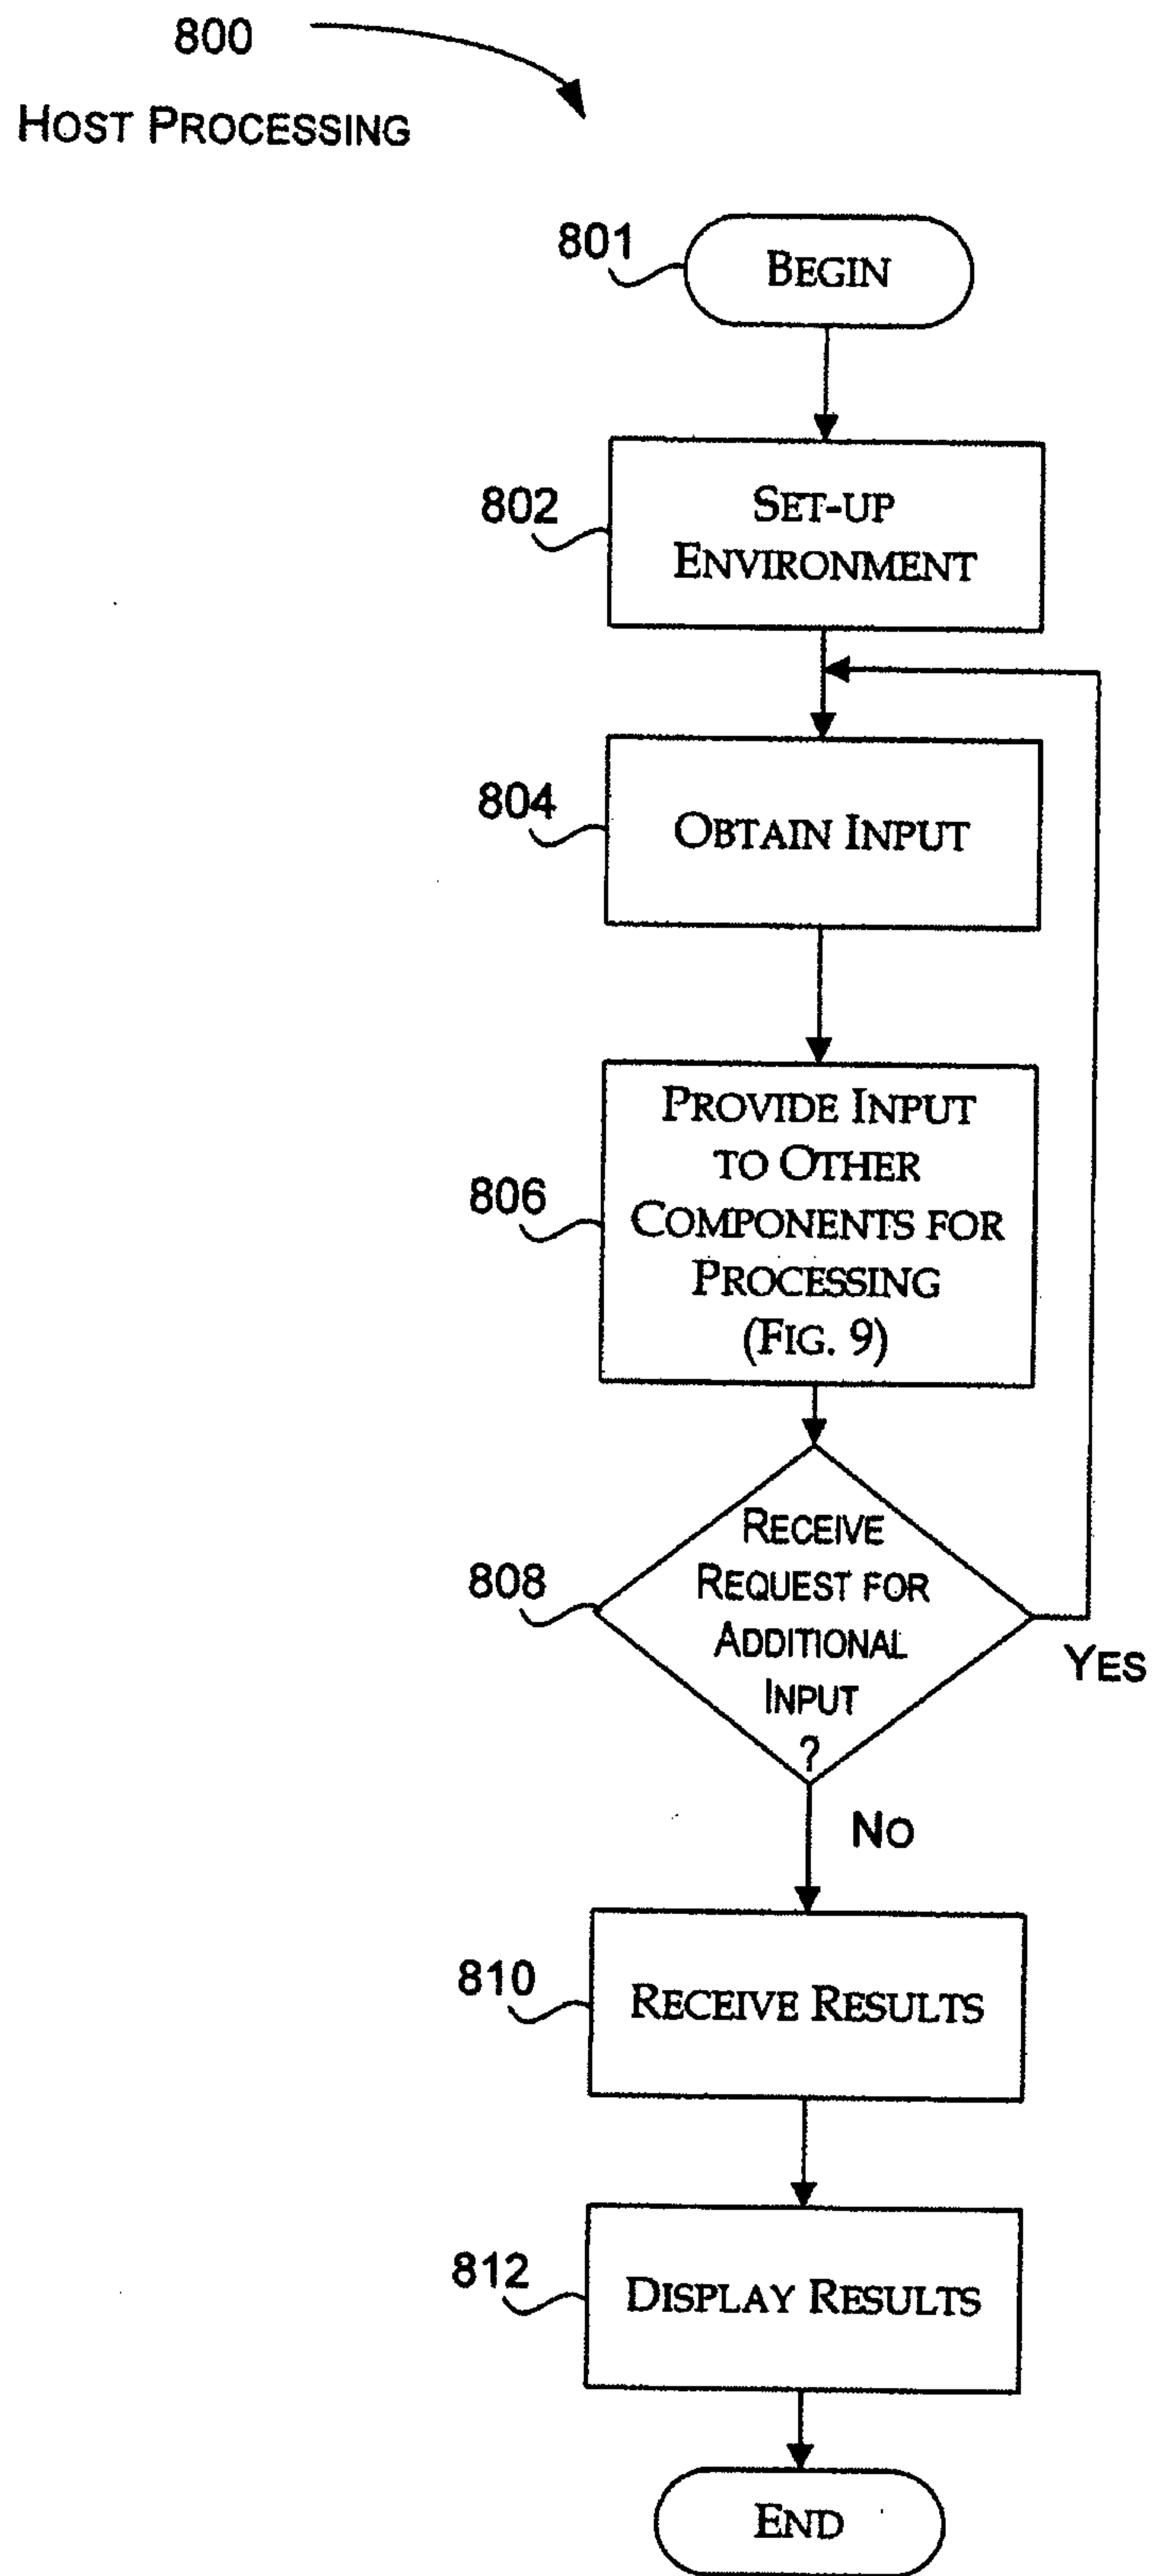 800
HOST PROCESSING
801
BEGIN
802
SET-UP
ENVIRONMENT
804
OBTAIN INPUT
806
PROVIDE INPUT
TO OTHER
COMPONENTS FOR
PROCESSING
(FIG. 9)
808
RECEIVE
REQUEST FOR
ADDITIONAL
INPUT
?
YES
NO
810
RECEIVE RESULTS
812
DISPLAY RESULTS
END